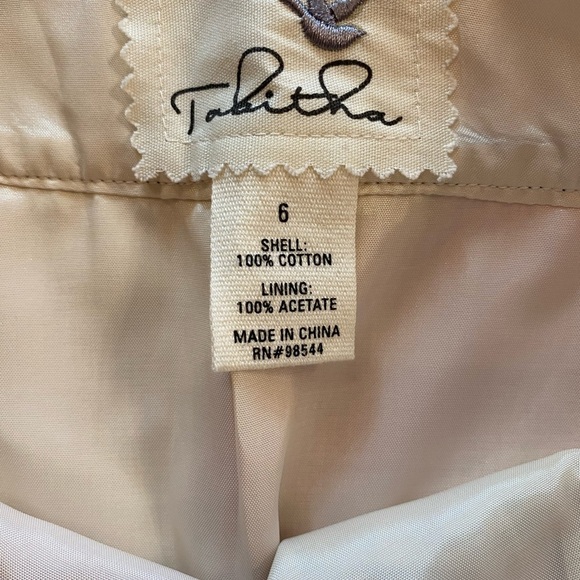 Tabitha
6
SHELL:
100% COTTON
LINING:
100% ACETATE
MADE IN CHINA
RN#98544